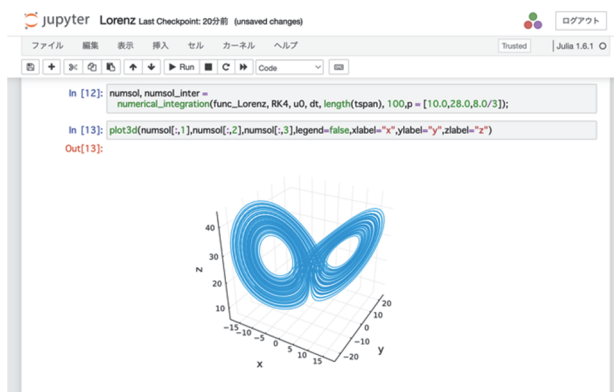 jupyter Lorenz Last Checkpoint: 20分前 (unsaved changes)
ログアウト
ファイル 編集 表示 挿入 セル カーネル ヘルプ
Trusted
Julia 1.6.1
Run
Code
In [12]: numsol, numsol_inter =
numerical_integration(func_Lorenz, RK4, u0, dt, length(tspan), 100,p = [10.0,28.0,8.0/3]);
In [13]: plot3d(numsol[:,1],numsol[:,2],numsol[:,3],legend=false,xlabel="x",ylabel="y",zlabel="z")
Out[13]:
40
30
20
10
z
-15 -10 -5 0 5 10 15
x
20
10
0
-10
-20
y